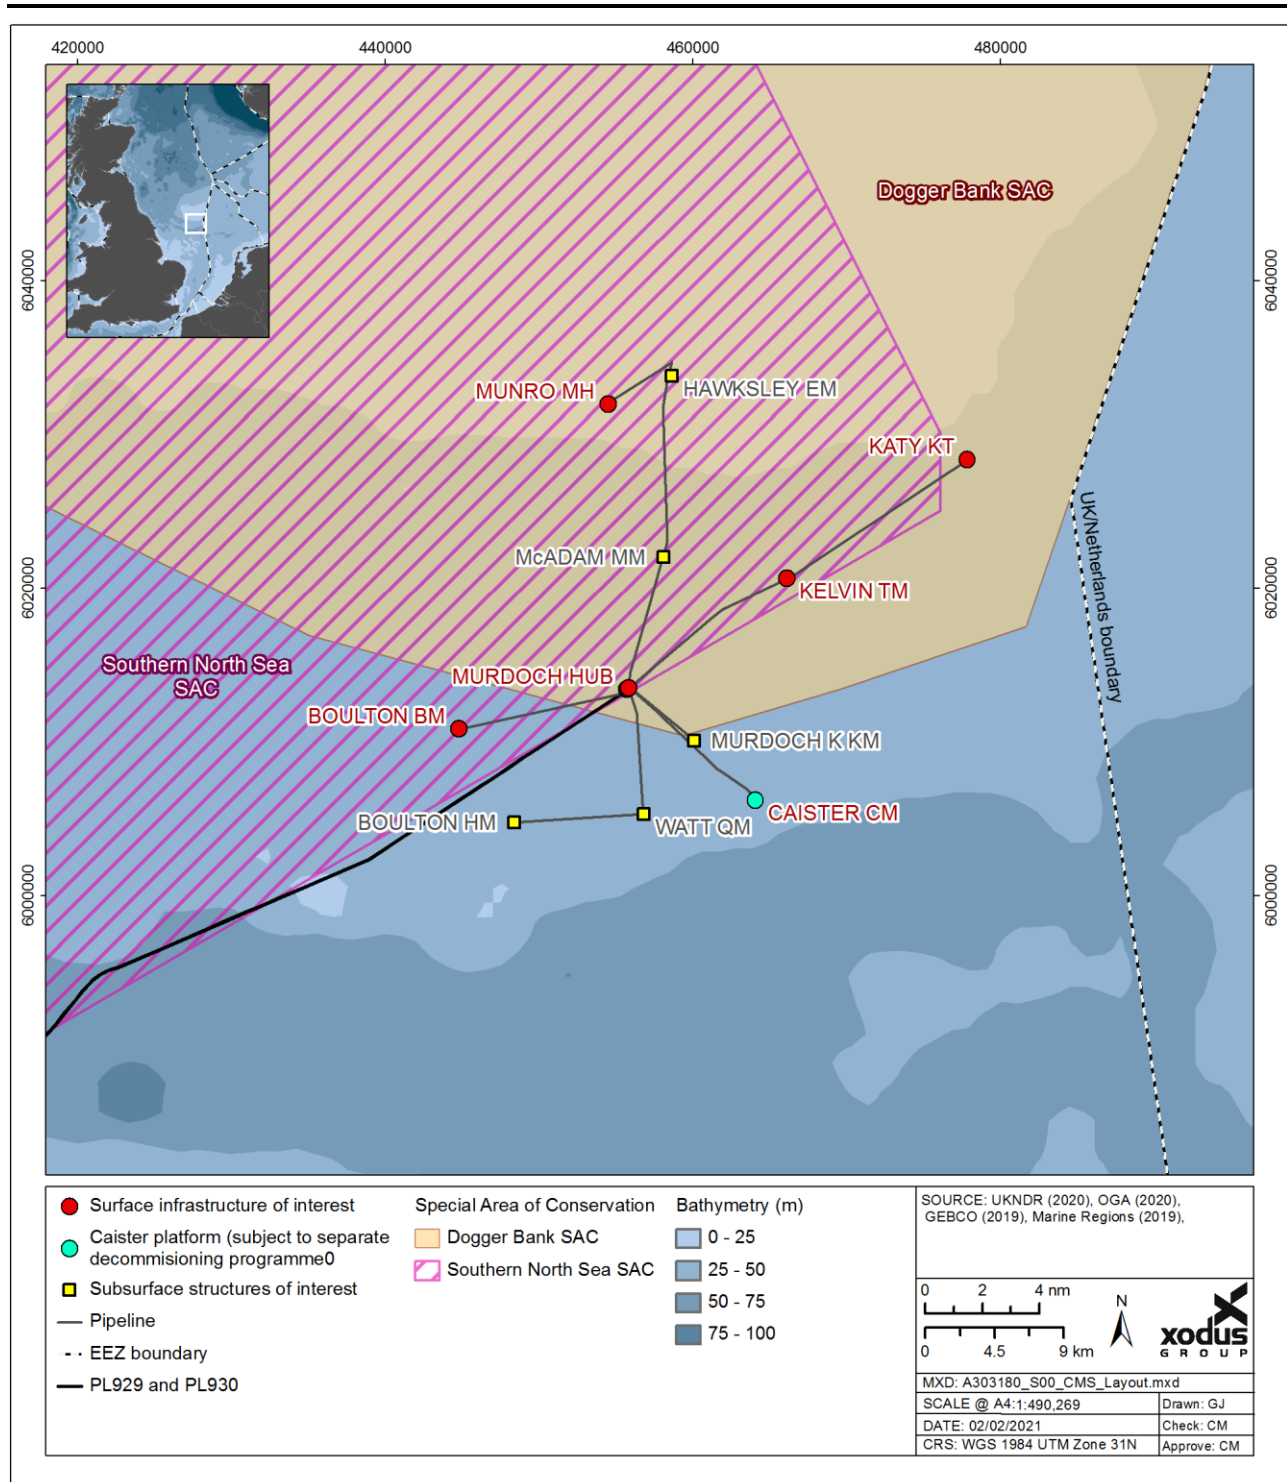 420000
440000
460000
480000
Dogger Bank SAC
6040000
6040000
MUNRO MH
HAWKSLEY EM
KATY KT
McADAM MM
KELVIN TM
UK/Netherlands boundary
6020000
6020000
Southern North Sea
SAC
MURDOCH HUB
BOULTON BM
MURDOCH K KM
CAISTER CM
BOULTON HM
WATT QM
6000000
6000000
Surface infrastructure of interest
Caister platform (subject to separate
decommisioning programme0
Subsurface structures of interest
Pipeline
EEZ boundary
PL929 and PL930
Special Area of Conservation
Dogger Bank SAC
Southern North Sea SAC
Bathymetry (m)
0 - 25
25 - 50
50 - 75
75 - 100
SOURCE: UKNDR (2020), OGA (2020),
GEBCO (2019), Marine Regions (2019),
0 2 4 nm
0 4.5 9 km
N
xodus
GROUP
MXD: A303180_S00_CMS_Layout.mxd
SCALE @ A4:1:490,269
Drawn: GJ
DATE: 02/02/2021
Check: CM
CRS: WGS 1984 UTM Zone 31N
Approve: CM